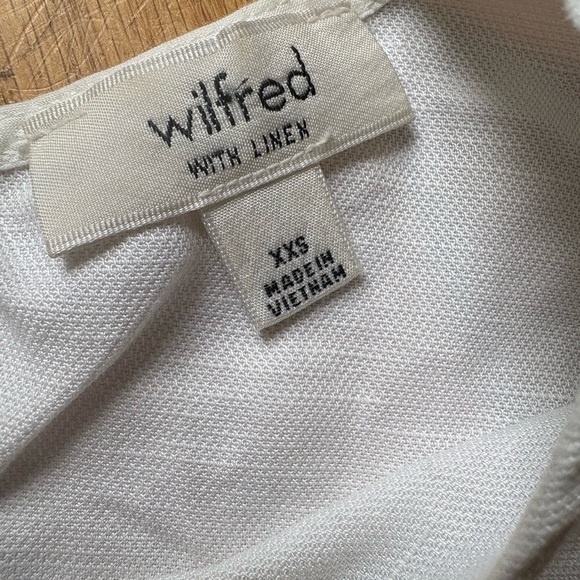 wilfred
WITH LINEN
XXS
MADE IN
VIETNAM